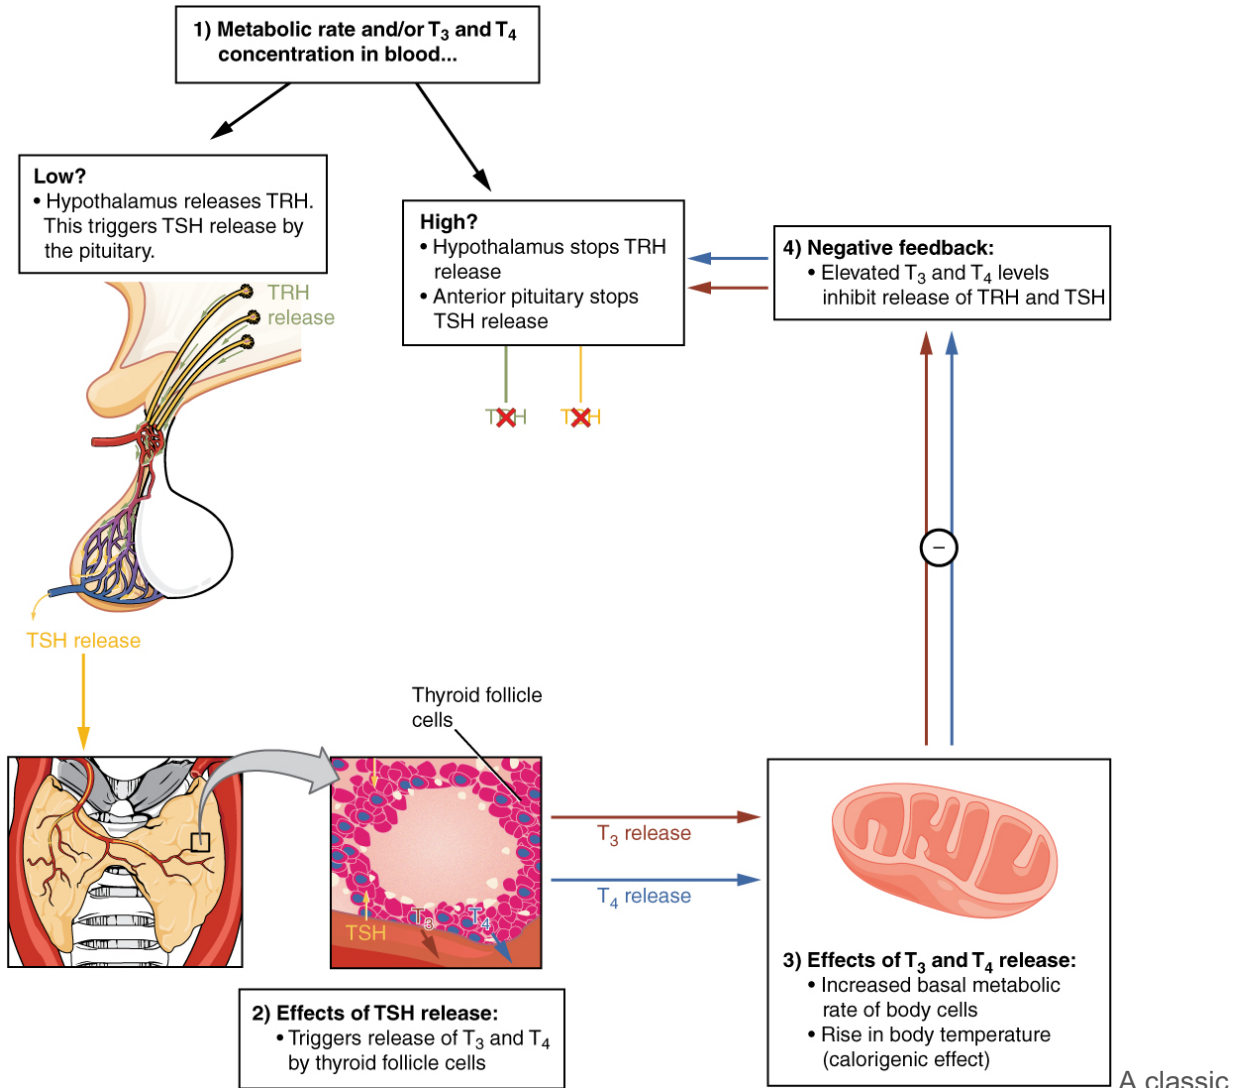 1) Metabolic rate and/or T₃ and T₄
concentration in blood...
Low?
• Hypothalamus releases TRH.
This triggers TSH release by
the pituitary.
High?
• Hypothalamus stops TRH
release
• Anterior pituitary stops
TSH release
4) Negative feedback:
• Elevated T₃ and T₄ levels
inhibit release of TRH and TSH
TRH
release
−
TSH release
Thyroid follicle
cells
T₃ release
T₄ release
TSH
T₃
T₄
3) Effects of T₃ and T₄ release:
• Increased basal metabolic
rate of body cells
• Rise in body temperature
(calorigenic effect)
2) Effects of TSH release:
• Triggers release of T₃ and T₄
by thyroid follicle cells
A classic